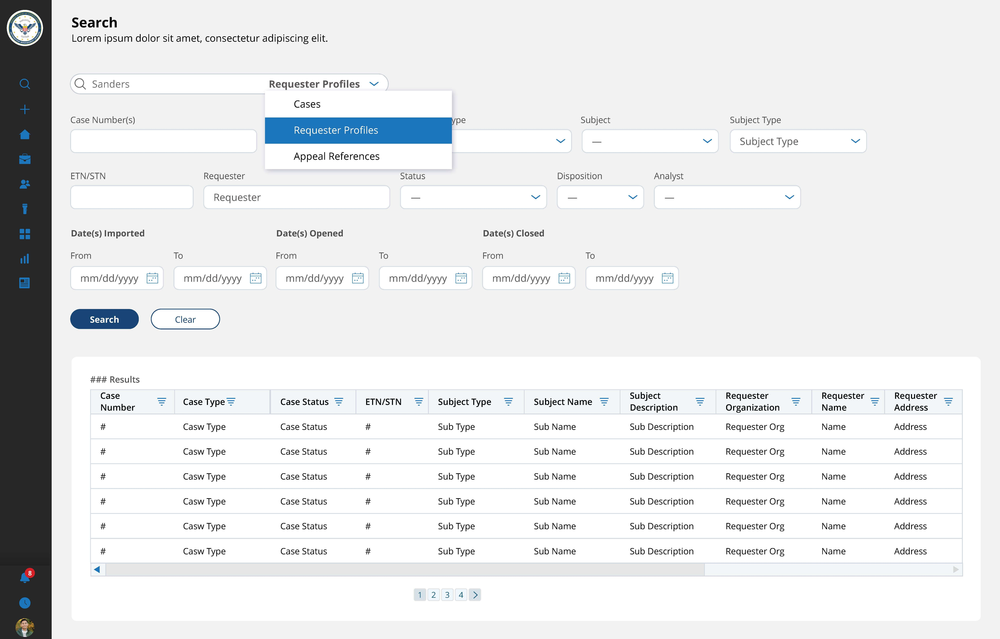 Search
Lorem ipsum dolor sit amet, consectetur adipiscing elit.
Sanders
Requester Profiles
Cases
Requester Profiles
Appeal References
Case Number(s)
Subject
Subject Type
—
Subject Type
ETN/STN
Requester
Status
Disposition
Analyst
Requester
—
—
—
Date(s) Imported
Date(s) Opened
Date(s) Closed
From
To
From
To
From
To
mm/dd/yyyy
mm/dd/yyyy
mm/dd/yyyy
mm/dd/yyyy
mm/dd/yyyy
mm/dd/yyyy
Search
Clear
### Results
Case Number
Case Type
Case Status
ETN/STN
Subject Type
Subject Name
Subject Description
Requester Organization
Requester Name
Requester Address
# Casw Type Case Status # Sub Type Sub Name Sub Description Requester Org Name Address
# Casw Type Case Status # Sub Type Sub Name Sub Description Requester Org Name Address
# Casw Type Case Status # Sub Type Sub Name Sub Description Requester Org Name Address
# Casw Type Case Status # Sub Type Sub Name Sub Description Requester Org Name Address
# Casw Type Case Status # Sub Type Sub Name Sub Description Requester Org Name Address
# Casw Type Case Status # Sub Type Sub Name Sub Description Requester Org Name Address
8
1 2 3 4